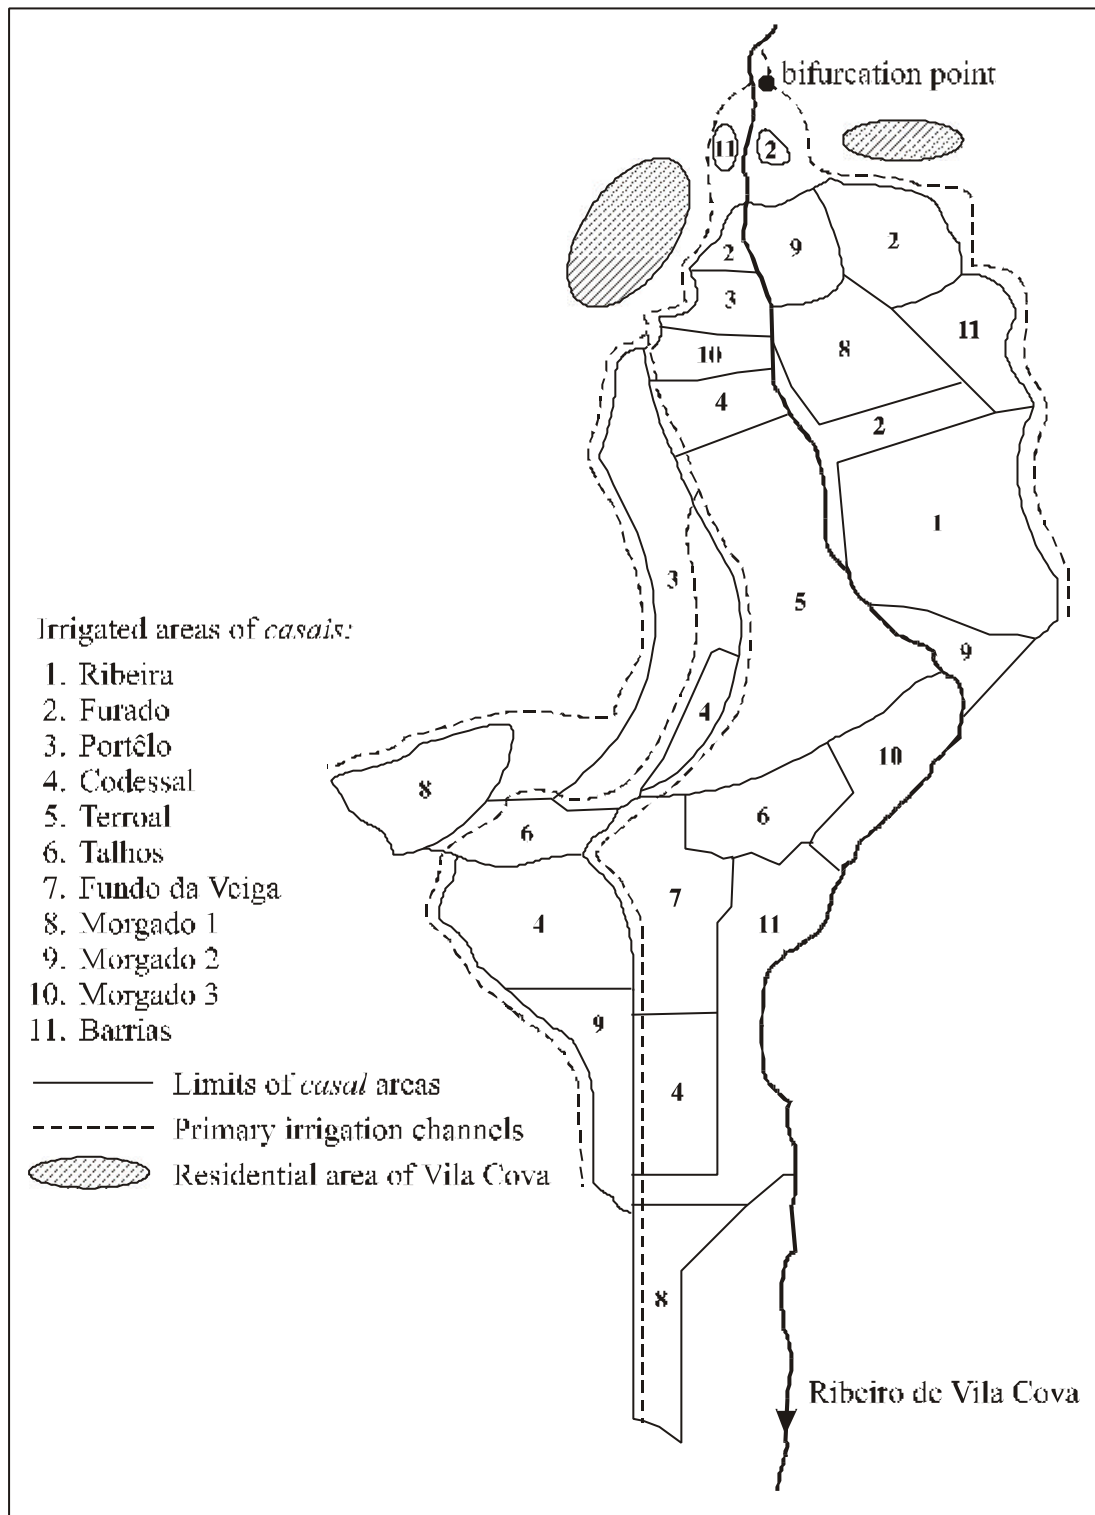 bifurcation point
11 2
2 9 2
3 11
10 8
4 2
1
3 5
9
4
10
8 6 6
7
4 11
9
4
8
Irrigated areas of casais:
1. Ribeira
2. Furado
3. Portêlo
4. Codessal
5. Terroal
6. Talhos
7. Fundo da Veiga
8. Morgado 1
9. Morgado 2
10. Morgado 3
11. Barrias
Limits of casal areas
Primary irrigation channels
Residential area of Vila Cova
Ribeiro de Vila Cova